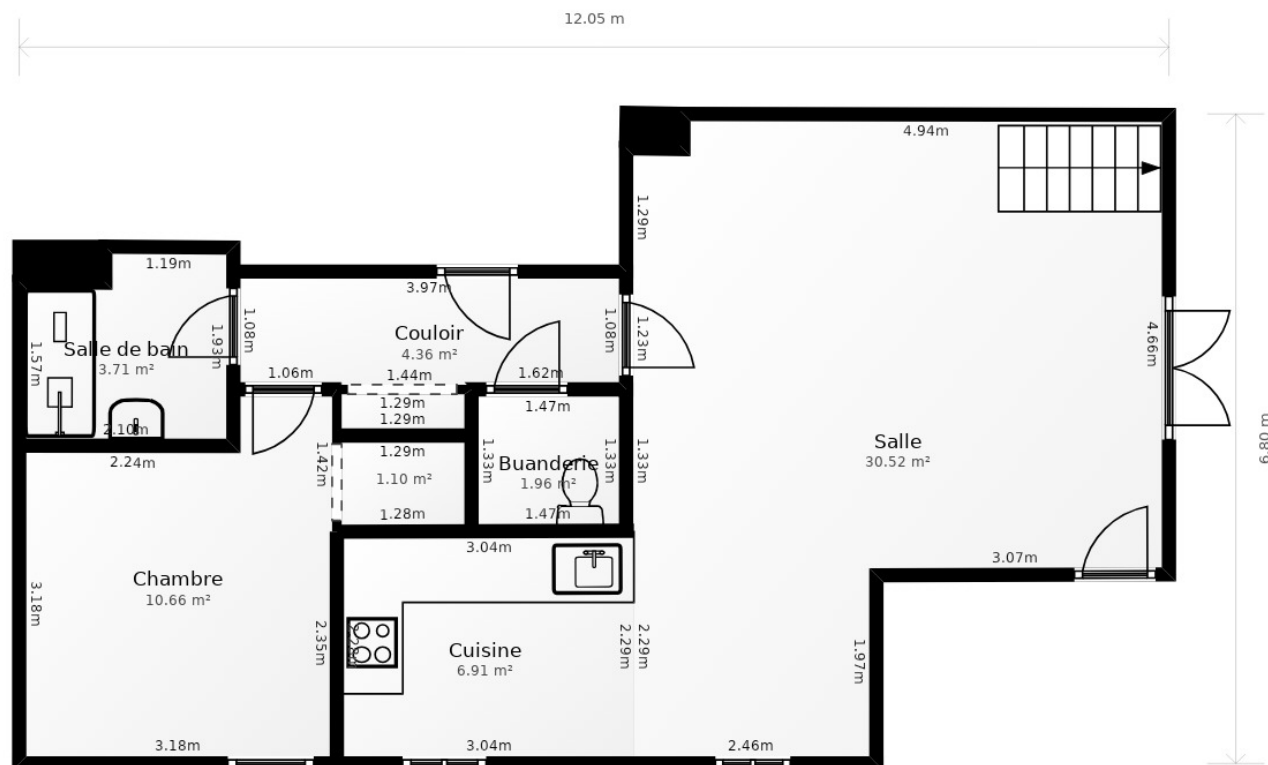 12.05 m
4.94m
1.29m
1.19m
3.97m
1.08m
1.08m
1.23m
4.66m
1.93m
1.57m
Salle de bain
3.71 m²
Couloir
4.36 m²
1.06m
1.44m
1.62m
2.10m
1.29m
1.29m
1.47m
2.24m
1.42m
1.29m
1.10 m²
1.28m
1.33m
Buanderie
1.96 m²
1.33m
1.33m
1.47m
Salle
30.52 m²
6.80 m
3.04m
3.07m
Chambre
10.66 m²
3.18m
2.35m
Cuisine
6.91 m²
2.29m
2.29m
1.97m
3.18m
3.04m
2.46m